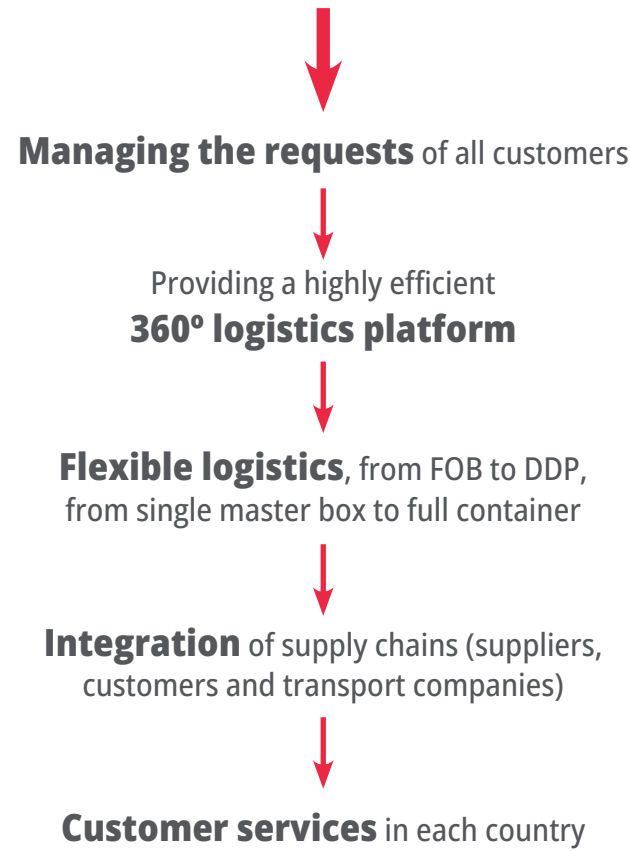 Managing the requests of all customers
Providing a highly efficient
360º logistics platform
Flexible logistics, from FOB to DDP,
from single master box to full container
Integration of supply chains (suppliers,
customers and transport companies)
Customer services in each country